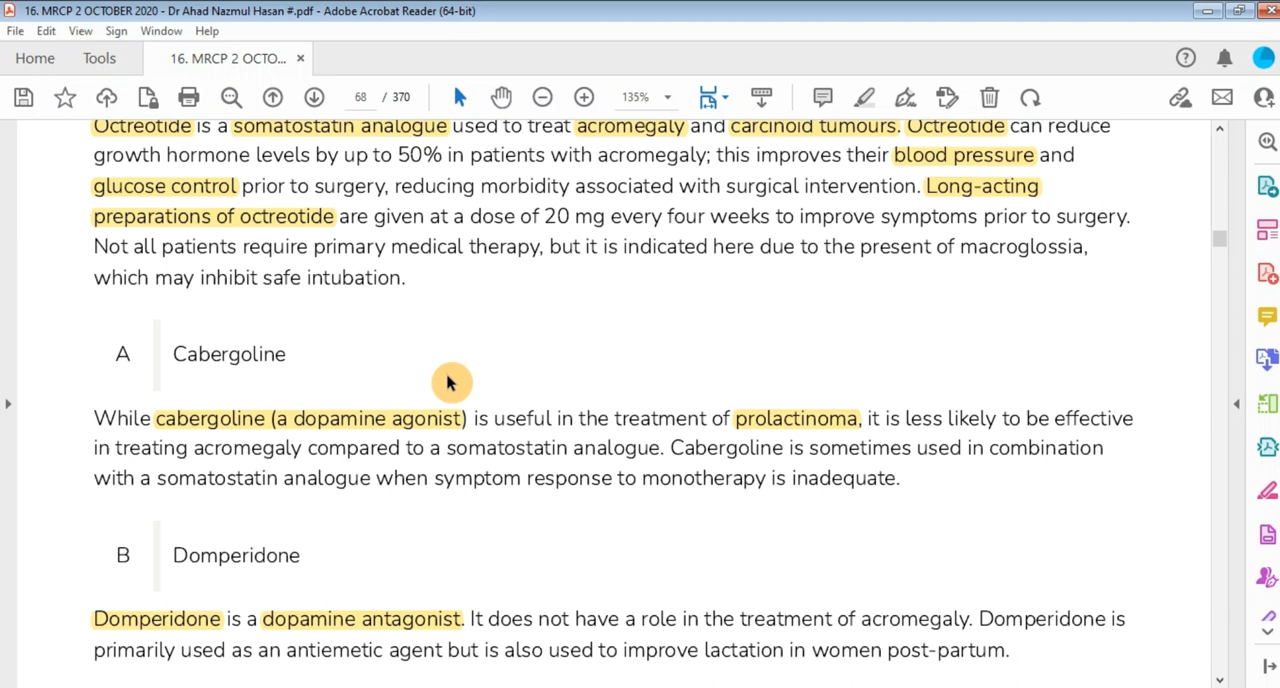 16. MRCP 2 OCTOBER 2020 - Dr Ahad Nazmul Hasan #.pdf - Adobe Acrobat Reader (64-bit)
File Edit View Sign Window Help
Home Tools 16. MRCP 2 OCTO... ×
68 / 370 135%
Octreotide is a somatostatin analogue used to treat acromegaly and carcinoid tumours. Octreotide can reduce
growth hormone levels by up to 50% in patients with acromegaly; this improves their blood pressure and
glucose control prior to surgery, reducing morbidity associated with surgical intervention. Long-acting
preparations of octreotide are given at a dose of 20 mg every four weeks to improve symptoms prior to surgery.
Not all patients require primary medical therapy, but it is indicated here due to the present of macroglossia,
which may inhibit safe intubation.
A Cabergoline
While cabergoline (a dopamine agonist) is useful in the treatment of prolactinoma, it is less likely to be effective
in treating acromegaly compared to a somatostatin analogue. Cabergoline is sometimes used in combination
with a somatostatin analogue when symptom response to monotherapy is inadequate.
B Domperidone
Domperidone is a dopamine antagonist. It does not have a role in the treatment of acromegaly. Domperidone is
primarily used as an antiemetic agent but is also used to improve lactation in women post-partum.